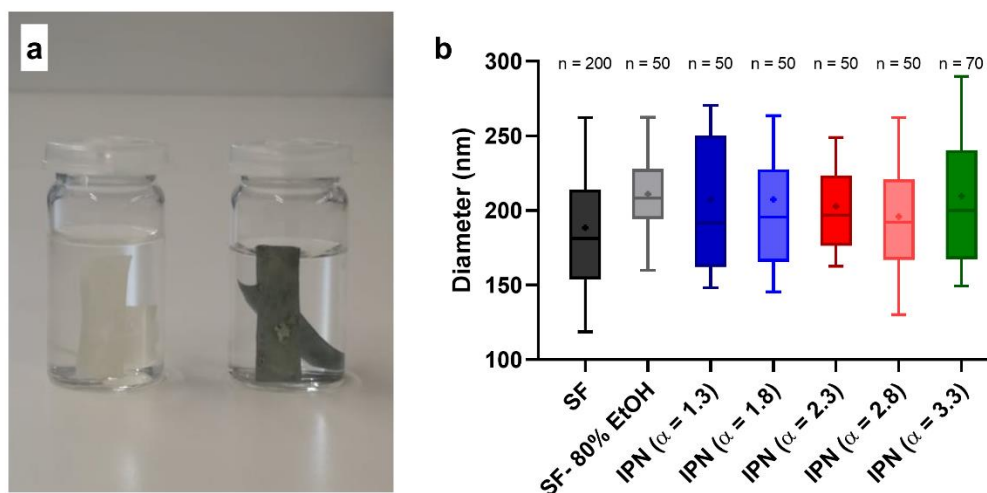 a
b
n = 200 n = 50 n = 50 n = 50 n = 50 n = 50 n = 70
300
250
200
150
100
Diameter (nm)
SF
SF- 80% EtOH
IPN (α = 1.3)
IPN (α = 1.8)
IPN (α = 2.3)
IPN (α = 2.8)
IPN (α = 3.3)